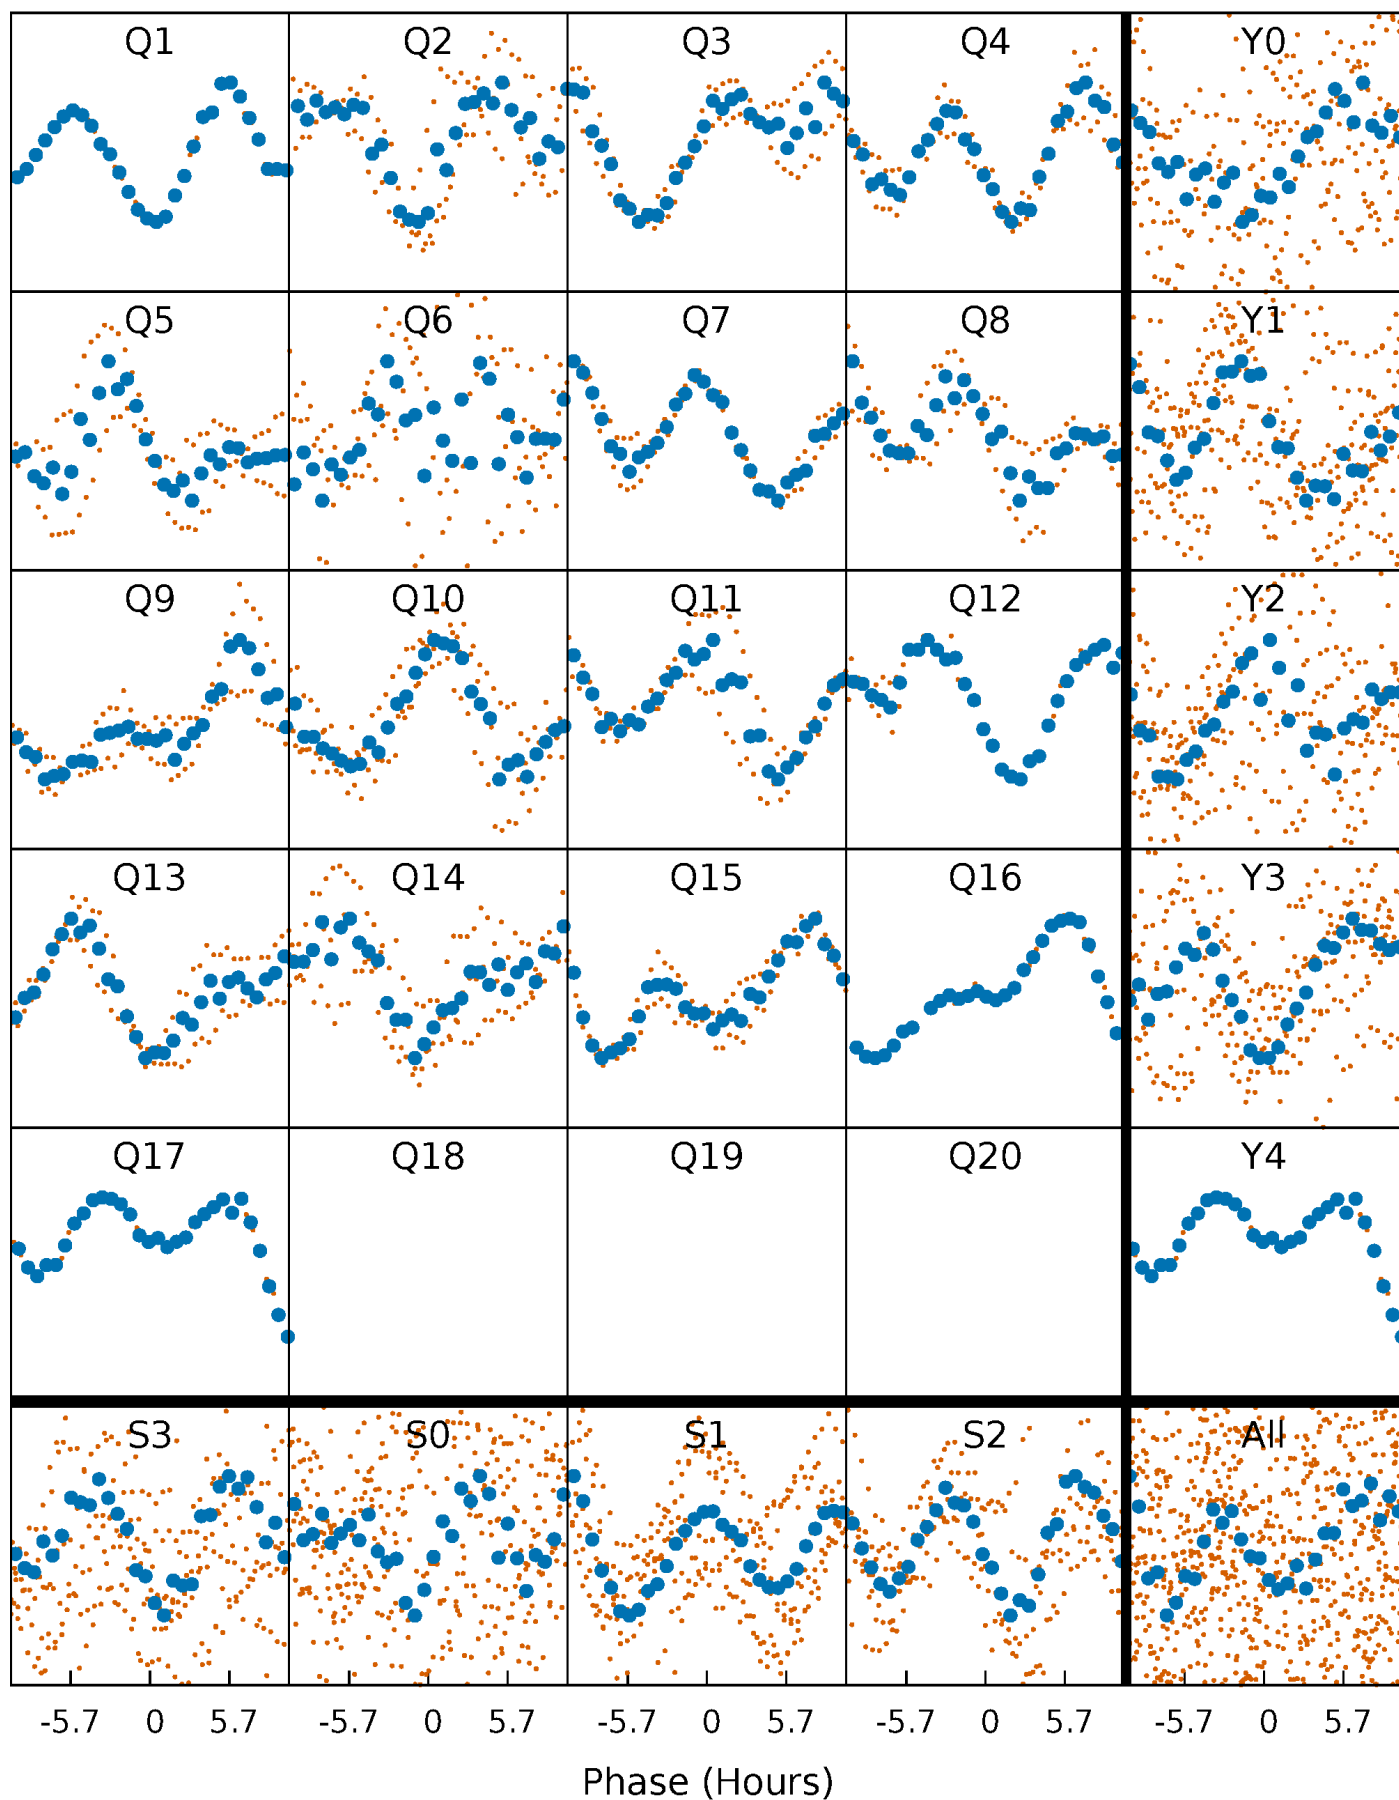 Q1 Q2 Q3 Q4 Y0
Q5 Q6 Q7 Q8 Y1
Q9 Q10 Q11 Q12 Y2
Q13 Q14 Q15 Q16 Y3
Q17 Q18 Q19 Q20 Y4
S3 S0 S1 S2 All
-5.7 0 5.7 -5.7 0 5.7 -5.7 0 5.7 -5.7 0 5.7 -5.7 0 5.7
Phase (Hours)